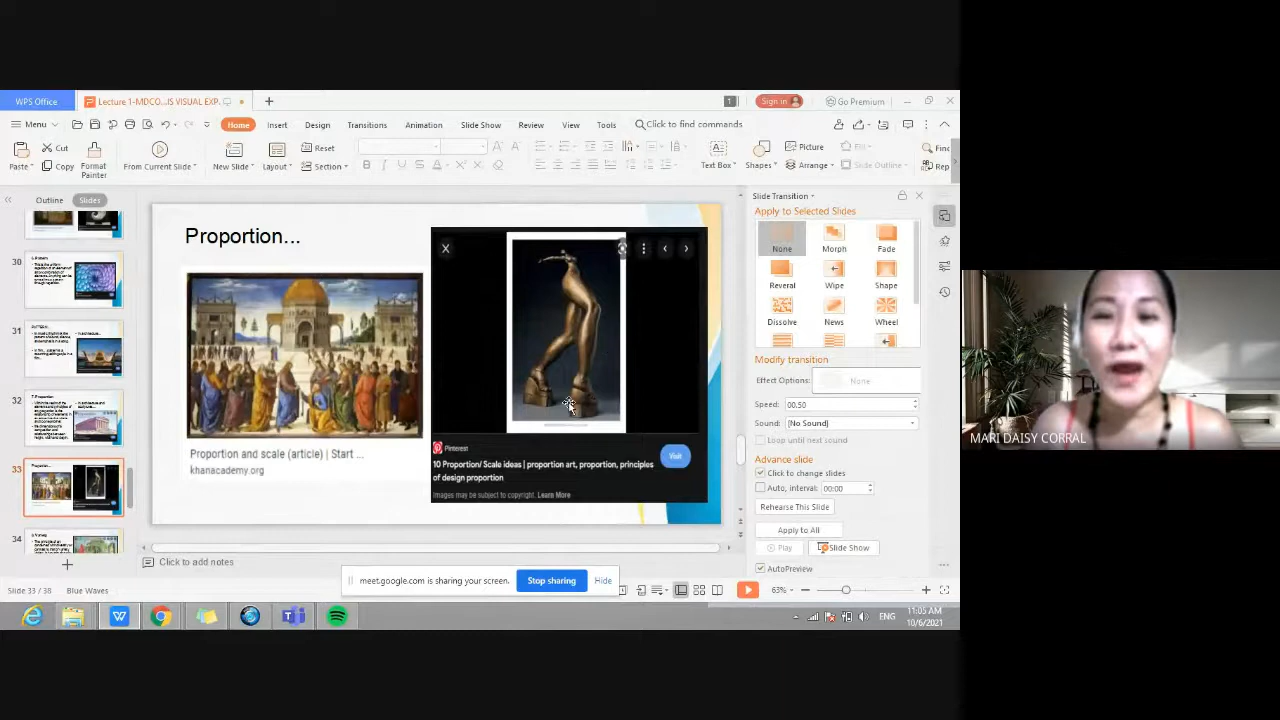 WPS Office
Lecture 1-MDCO...IS VISUAL EXP.
1
Sign in
Go Premium
Menu
Home
Insert
Design
Transitions
Animation
Slide Show
Review
View
Tools
Click to find commands
Paste
Cut
Copy
Format
Painter
From Current Slide
New Slide
Layout
Reset
Section
Text Box
Shapes
Picture
Arrange
Fill
Slide Outline
Find
Rep
Outline
Slides
30
31
32
33
34
Proportion...
Proportion and scale (article) | Start ...
khanacademy.org
Pinterest
10 Proportion/ Scale ideas | proportion art, proportion, principles
of design proportion
Visit
Images may be subject to copyright. Learn More
Slide Transition
Apply to Selected Slides
None
Morph
Fade
Reveral
Wipe
Shape
Dissolve
News
Wheel
Modify transition
Effect Options:
None
Speed:
00.50
Sound:
[No Sound]
Loop until next sound
Advance slide
Click to change slides
Auto, interval:
00:00
Rehearse This Slide
Apply to All
Play
Slide Show
AutoPreview
Click to add notes
meet.google.com is sharing your screen.
Stop sharing
Hide
Slide 33 / 38
Blue Waves
63%
ENG
11:05 AM
10/6/2021
MARI DAISY CORRAL